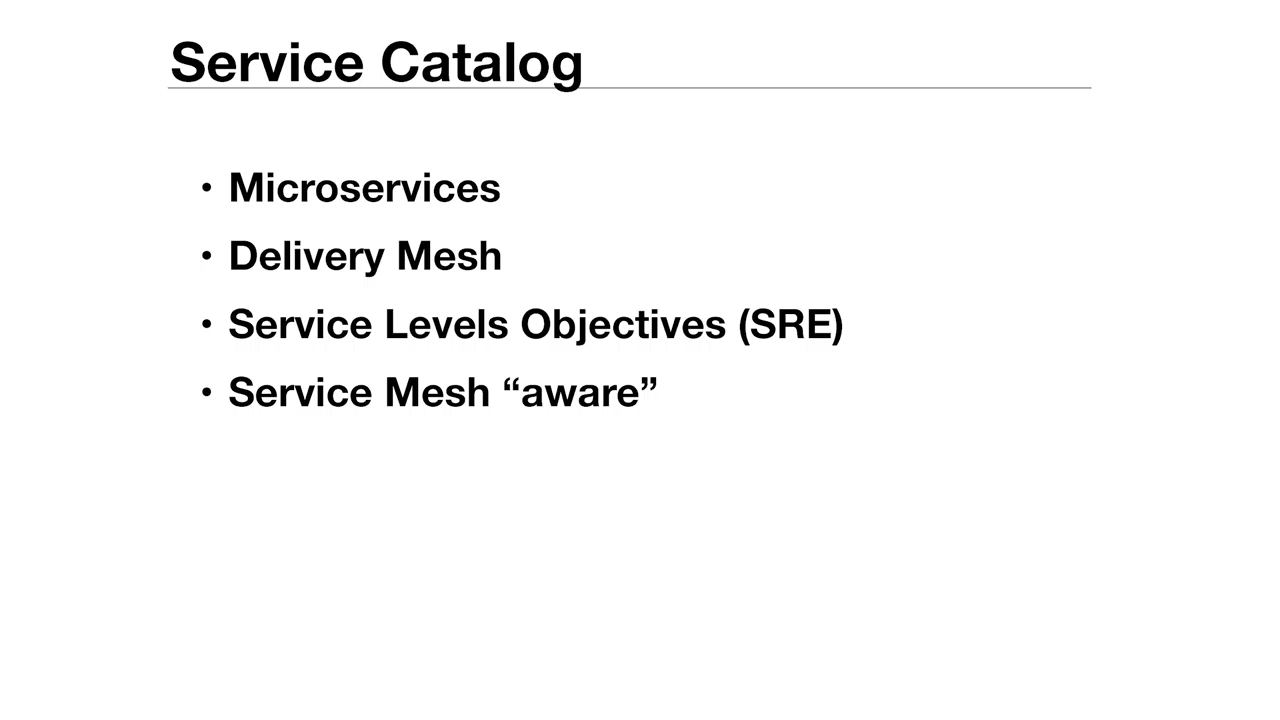 Service Catalog
• Microservices
• Delivery Mesh
• Service Levels Objectives (SRE)
• Service Mesh “aware”